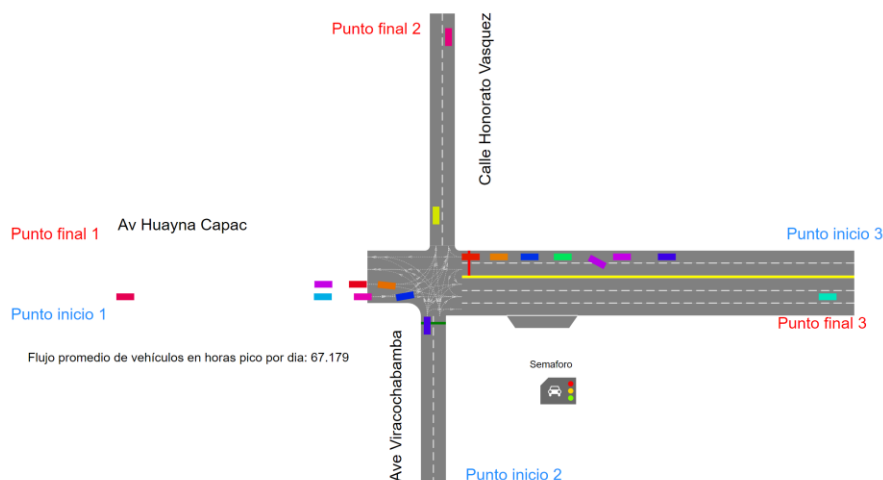 Punto final 2
Calle Honorato Vasquez
Av Huayna Capac
Punto final 1
Punto inicio 3
Punto inicio 1
Punto final 3
Flujo promedio de vehículos en horas pico por dia: 67.179
Semaforo
Ave Viracochabamba
Punto inicio 2